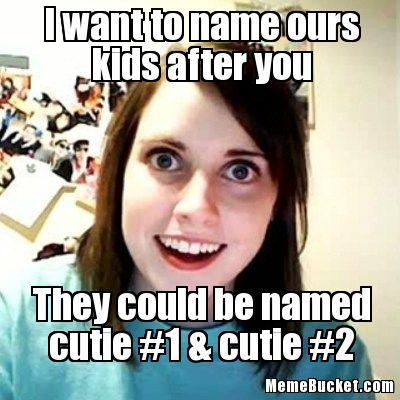 I want to name ours
kids after you
They could be named
cutie #1 & cutie #2
MemeBucket.com